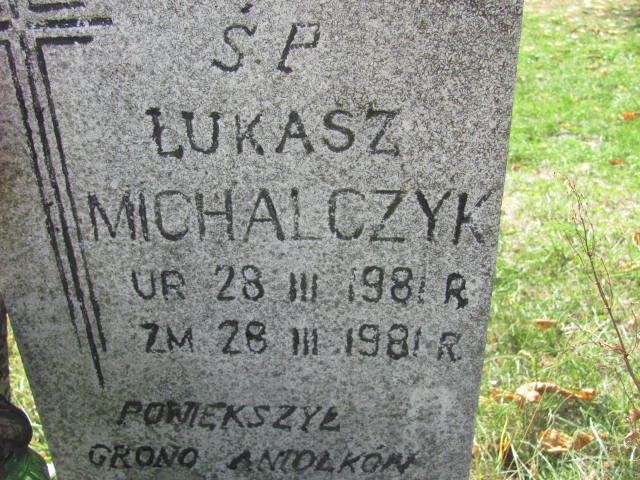 Ś.P.
ŁUKASZ
MICHALCZYK
UR 28 III 1981 R
ZM 28 III 1981 R
POWIĘKSZYŁ
GRONO ANIOŁKÓW